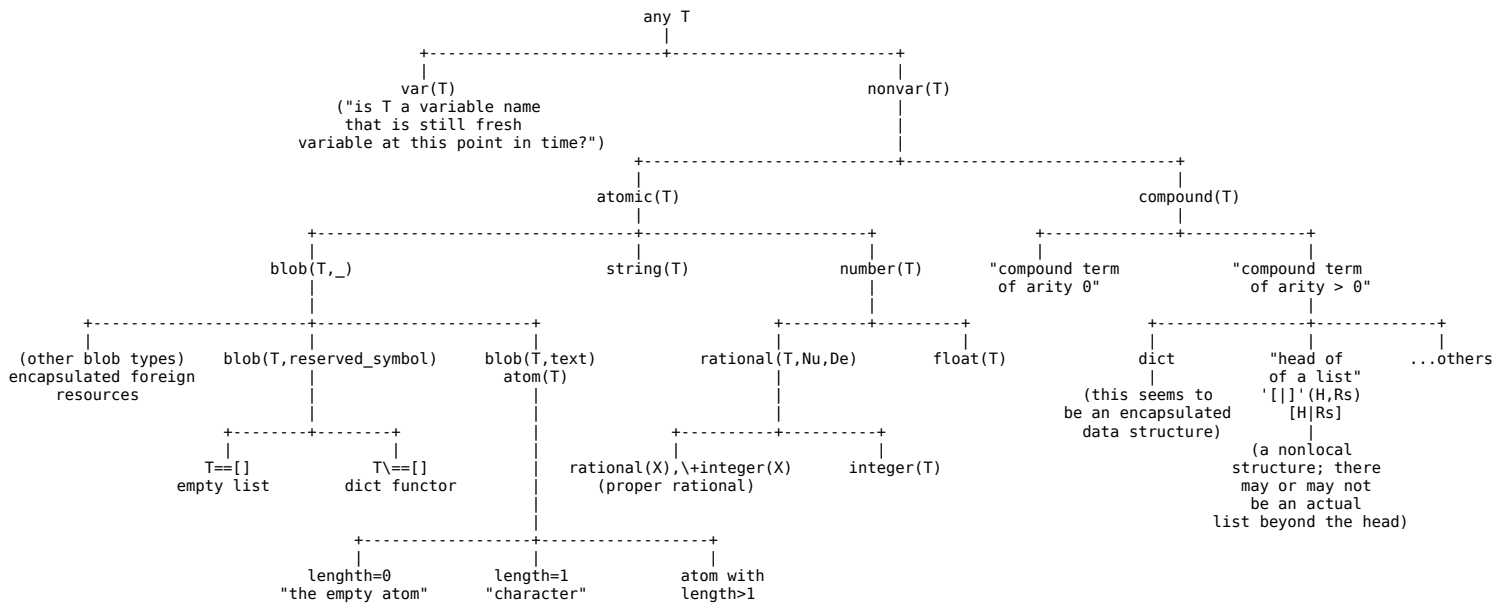 any T
var(T) nonvar(T)
("is T a variable name
that is still fresh
variable at this point in time?")
atomic(T) compound(T)
blob(T,_) string(T) number(T) "compound term "compound term
of arity 0" of arity > 0"
(other blob types) blob(T,reserved_symbol) blob(T,text) rational(T,Nu,De) float(T) dict "head of ...others
encapsulated foreign atom(T) of a list"
resources (this seems to '[|]'(H,Rs)
be an encapsulated [H|Rs]
data structure)
T==[] T\==[] rational(X),\+integer(X) integer(T) (a nonlocal
empty list dict functor (proper rational) structure; there
may or may not
be an actual
list beyond the head)
lenghth=0 length=1 atom with
"the empty atom" "character" length>1